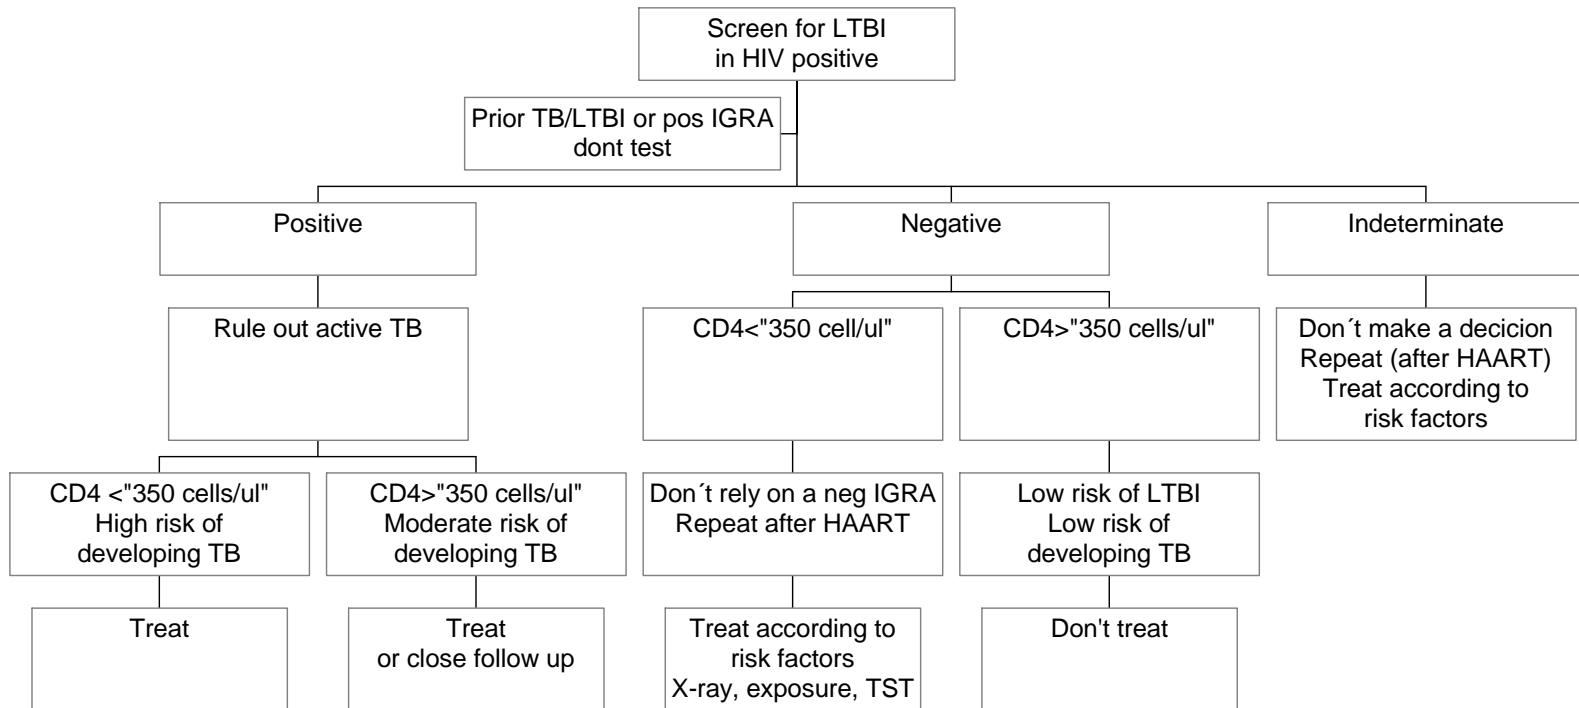 Screen for LTBI
in HIV positive
Prior TB/LTBI or pos IGRA
dont test
Positive
Negative
Indeterminate
Rule out active TB
CD4<"350 cell/ul"
CD4>"350 cells/ul"
Don´t make a decicion
Repeat (after HAART)
Treat according to
risk factors
CD4 <"350 cells/ul"
High risk of
developing TB
CD4>"350 cells/ul"
Moderate risk of
developing TB
Don´t rely on a neg IGRA
Repeat after HAART
Low risk of LTBI
Low risk of
developing TB
Treat
Treat
or close follow up
Treat according to
risk factors
X-ray, exposure, TST
Don't treat